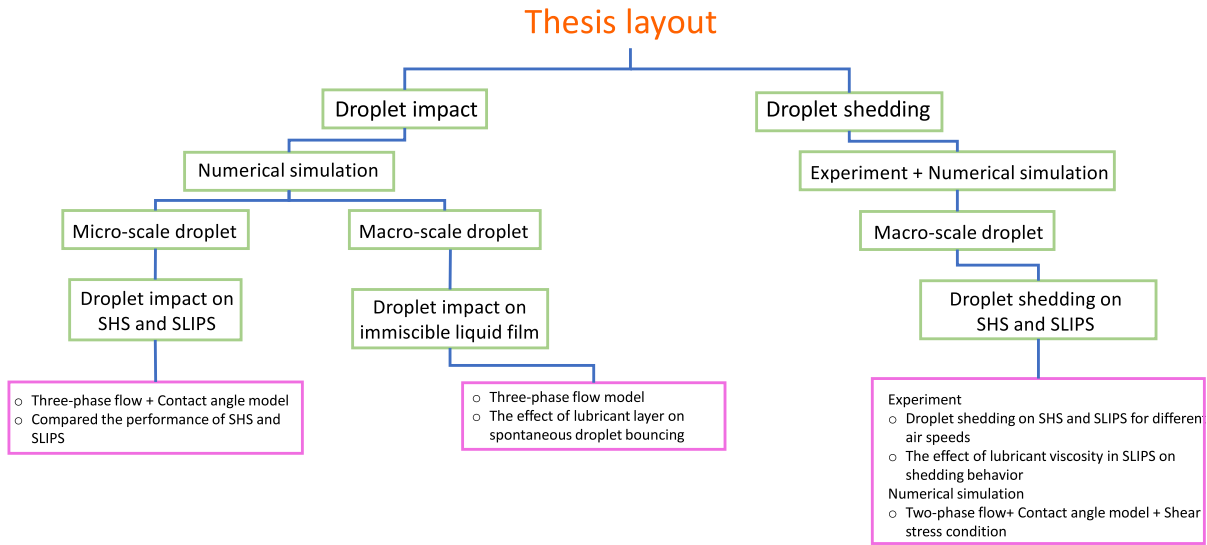 Thesis layout
Droplet impact
Droplet shedding
Numerical simulation
Experiment + Numerical simulation
Micro-scale droplet
Macro-scale droplet
Macro-scale droplet
Droplet impact on
SHS and SLIPS
Droplet impact on
immiscible liquid film
Droplet shedding on
SHS and SLIPS
o Three-phase flow + Contact angle model
o Compared the performance of SHS and
SLIPS
o Three-phase flow model
o The effect of lubricant layer on
spontaneous droplet bouncing
Experiment
o Droplet shedding on SHS and SLIPS for different
air speeds
o The effect of lubricant viscosity in SLIPS on
shedding behavior
Numerical simulation
o Two-phase flow+ Contact angle model + Shear
stress condition